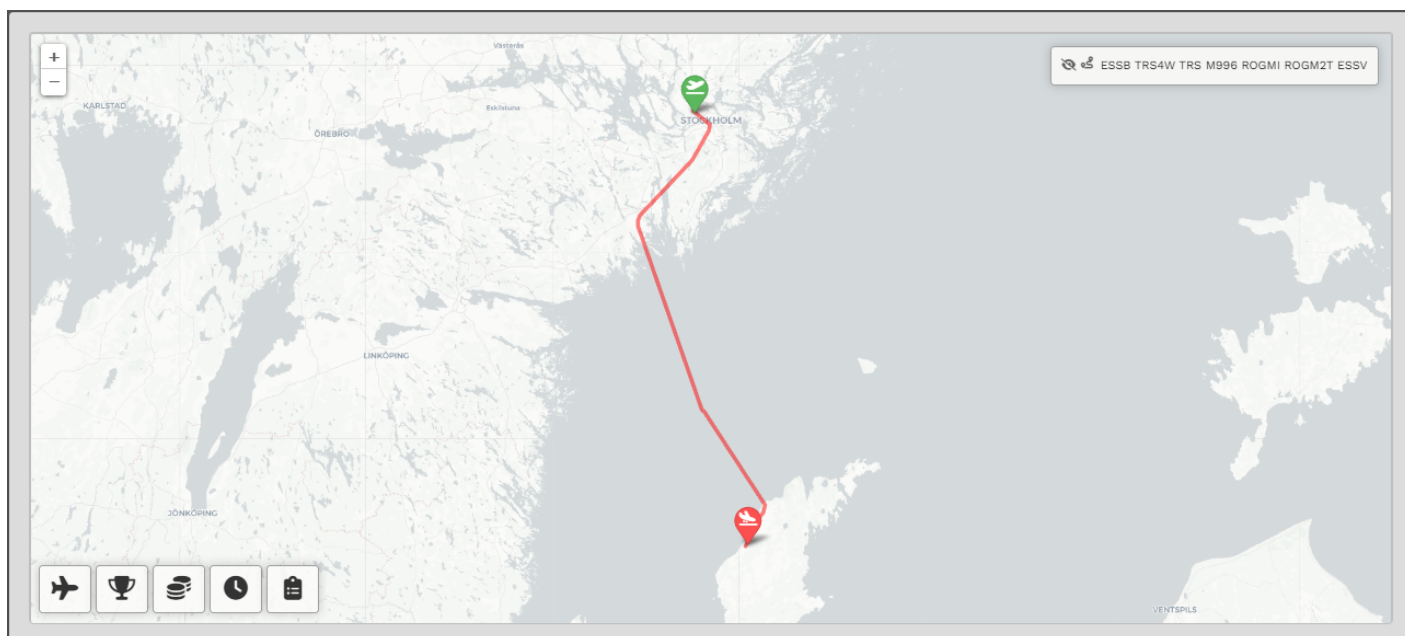 Västerås
+
−
ESSB TRS4W TRS M996 ROGMI ROGM2T ESSV
KARLSTAD
Eskilstuna
STOCKHOLM
ÖREBRO
LINKÖPING
JÖNKÖPING
VENTSPILS